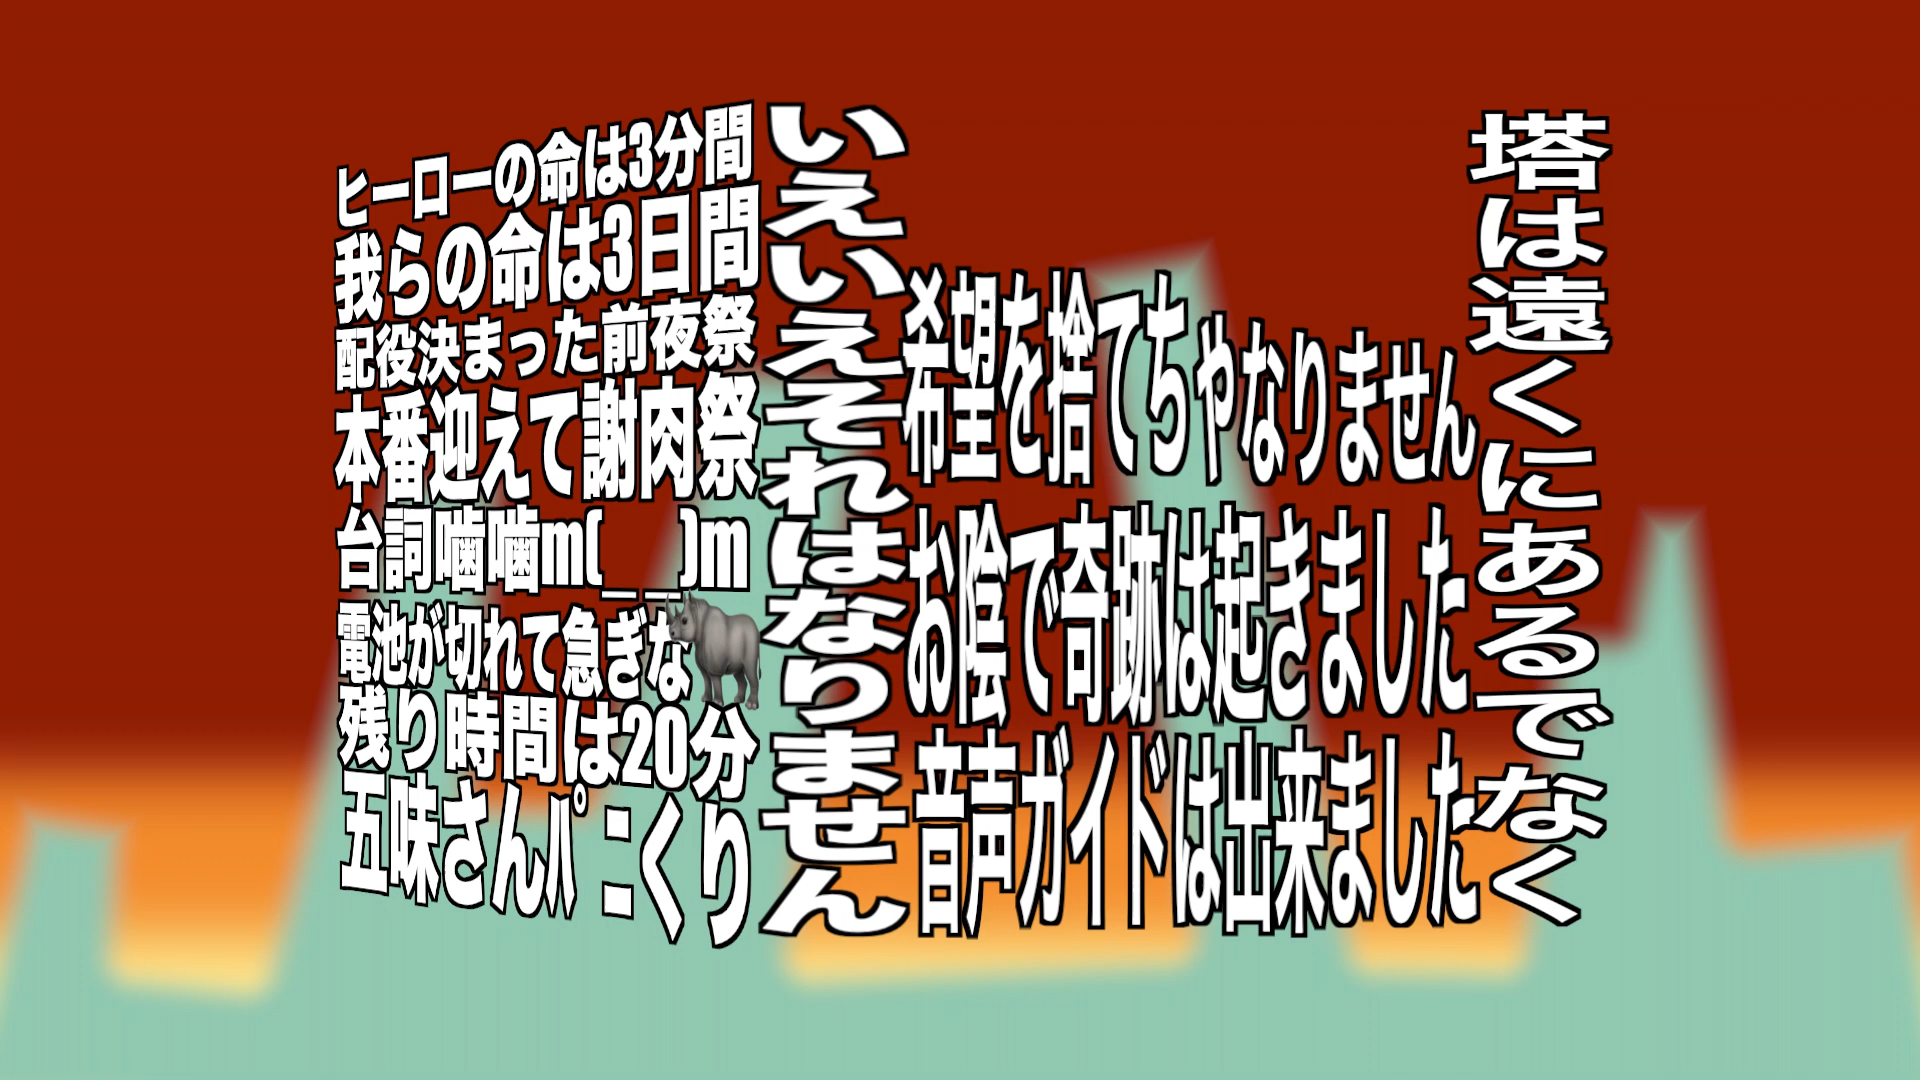 ヒーローの命は3分間
我らの命は3日間
配役決まった前夜祭
本番迎えて謝肉祭
台詞噛噛m(_ _)m
電池が切れて急ぎな🦏
残り時間は20分
五味さんパニくり
いえいえそれはなりません
希望を捨てちゃなりません
お陰で奇跡は起きました
音声ガイドは出来ました
塔は遠くにあるでなく